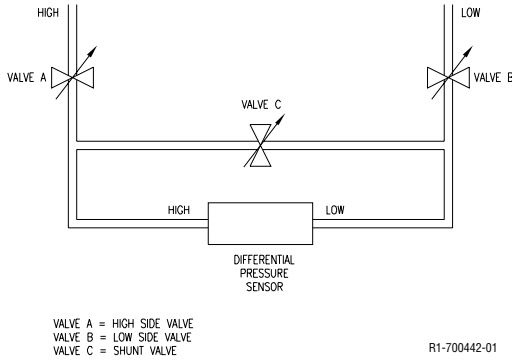 HIGH
LOW
VALVE A
VALVE B
VALVE C
HIGH
LOW
DIFFERENTIAL
PRESSURE
SENSOR
VALVE A = HIGH SIDE VALVE
VALVE B = LOW SIDE VALVE
VALVE C = SHUNT VALVE
R1-700442-01